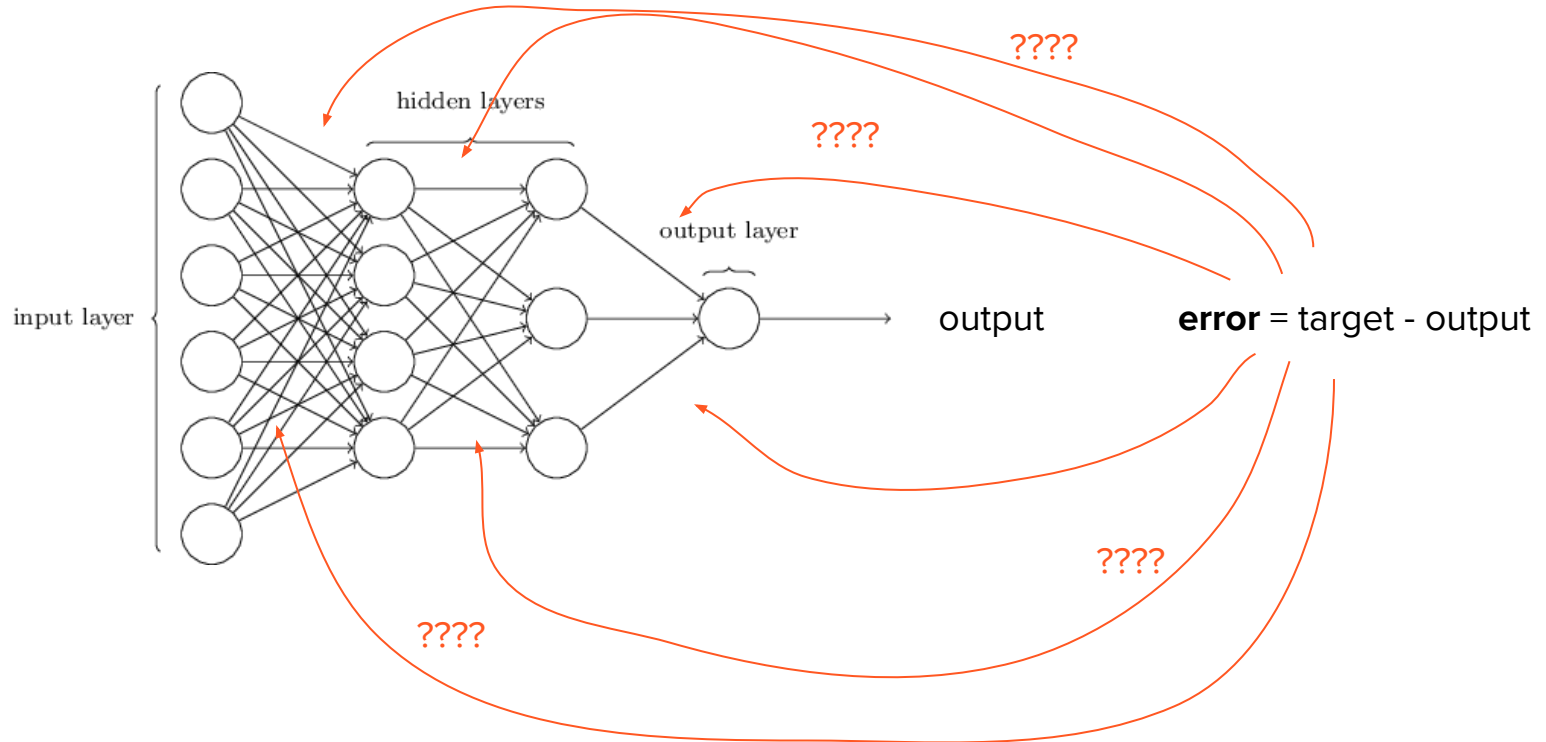 ????
hidden layers
????
output layer
input layer
output
error = target - output
????
????